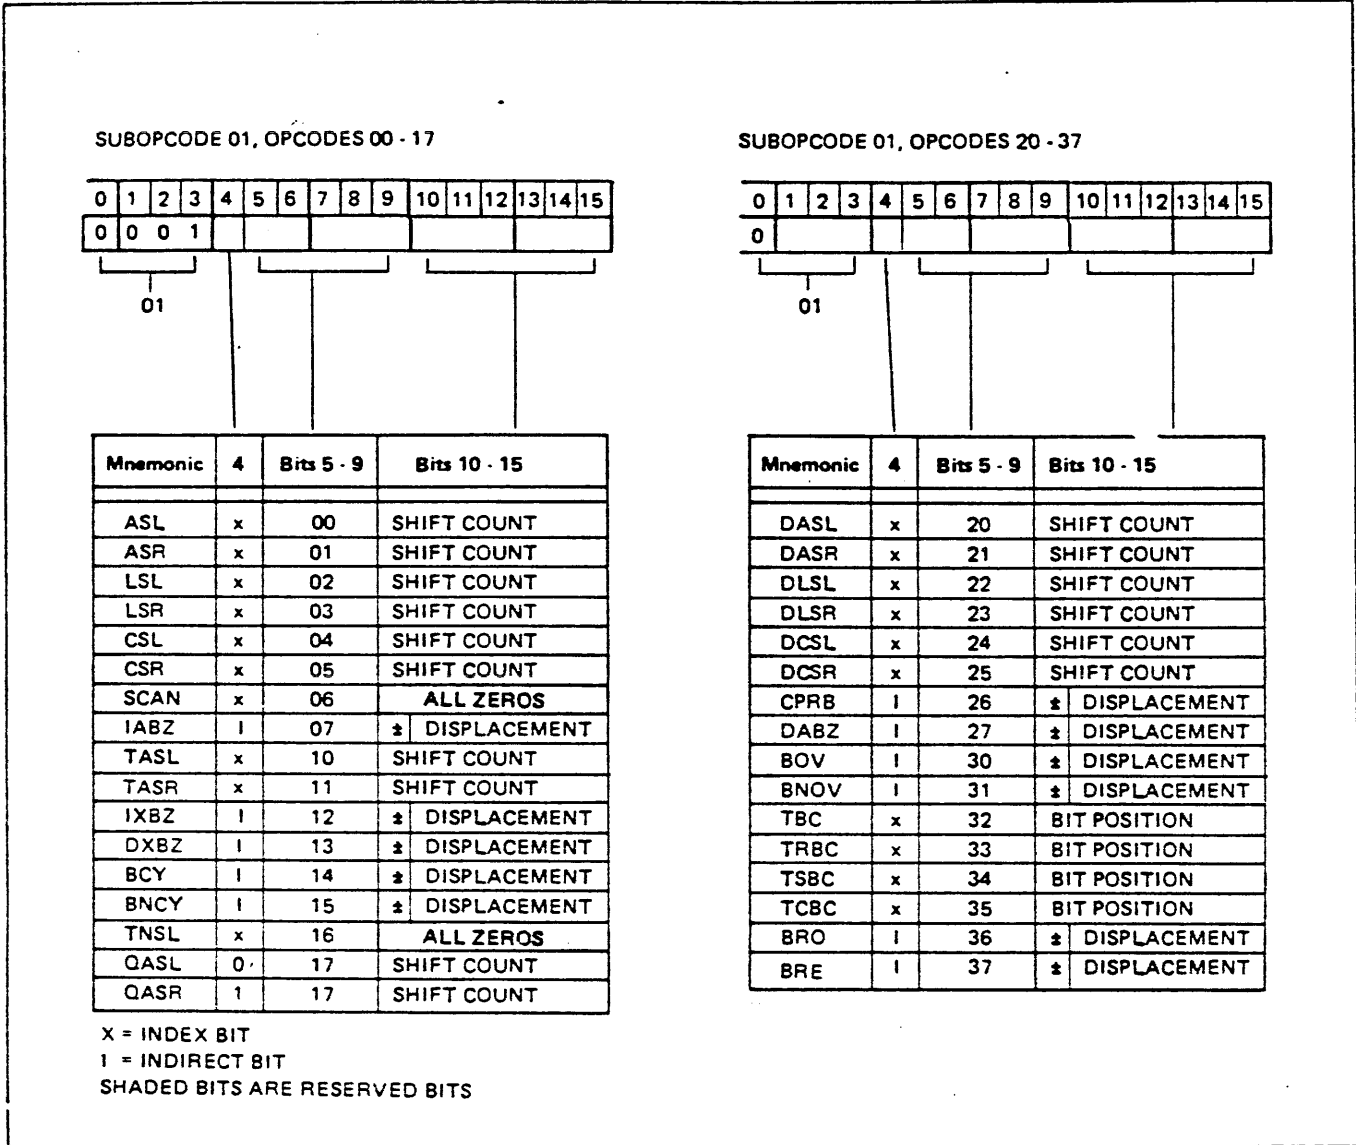 SUBOPCODE 01, OPCODES 00 - 17
0 1 2 3 4 5 6 7 8 9 10 11 12 13 14 15
0 0 0 1
01
Mnemonic 4 Bits 5 - 9 Bits 10 - 15
ASL x 00 SHIFT COUNT
ASR x 01 SHIFT COUNT
LSL x 02 SHIFT COUNT
LSR x 03 SHIFT COUNT
CSL x 04 SHIFT COUNT
CSR x 05 SHIFT COUNT
SCAN x 06 ALL ZEROS
IABZ I 07 ± DISPLACEMENT
TASL x 10 SHIFT COUNT
TASR x 11 SHIFT COUNT
IXBZ I 12 ± DISPLACEMENT
DXBZ I 13 ± DISPLACEMENT
BCY I 14 ± DISPLACEMENT
BNCY I 15 ± DISPLACEMENT
TNSL x 16 ALL ZEROS
QASL 0 17 SHIFT COUNT
QASR 1 17 SHIFT COUNT
X = INDEX BIT
I = INDIRECT BIT
SHADED BITS ARE RESERVED BITS
SUBOPCODE 01, OPCODES 20 - 37
0 1 2 3 4 5 6 7 8 9 10 11 12 13 14 15
0
01
Mnemonic 4 Bits 5 - 9 Bits 10 - 15
DASL x 20 SHIFT COUNT
DASR x 21 SHIFT COUNT
DLSL x 22 SHIFT COUNT
DLSR x 23 SHIFT COUNT
DCSL x 24 SHIFT COUNT
DCSR x 25 SHIFT COUNT
CPRB I 26 ± DISPLACEMENT
DABZ I 27 ± DISPLACEMENT
BOV I 30 ± DISPLACEMENT
BNOV I 31 ± DISPLACEMENT
TBC x 32 BIT POSITION
TRBC x 33 BIT POSITION
TSBC x 34 BIT POSITION
TCBC x 35 BIT POSITION
BRO I 36 ± DISPLACEMENT
BRE I 37 ± DISPLACEMENT